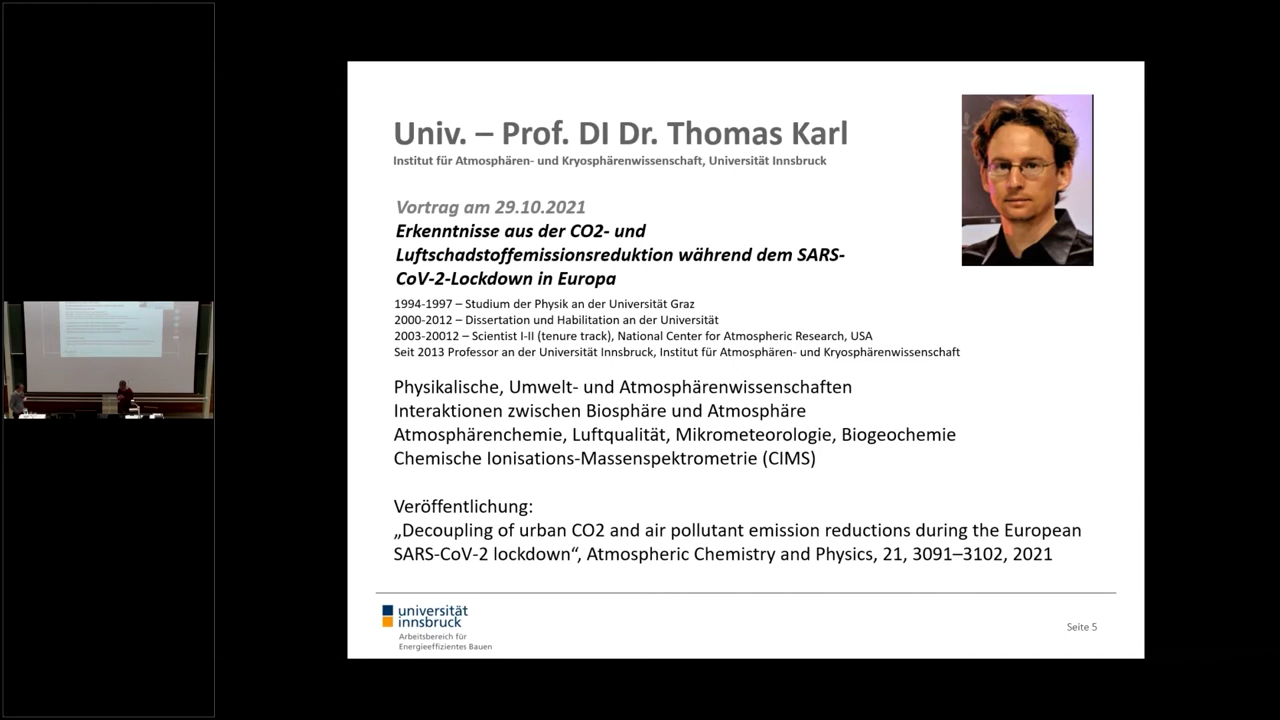 Univ. – Prof. DI Dr. Thomas Karl
Institut für Atmosphären- und Kryosphärenwissenschaft, Universität Innsbruck
Vortrag am 29.10.2021
Erkenntnisse aus der CO2- und
Luftschadstoffemissionsreduktion während dem SARS-
CoV-2-Lockdown in Europa
1994-1997 – Studium der Physik an der Universität Graz
2000-2012 – Dissertation und Habilitation an der Universität
2003-20012 – Scientist I-II (tenure track), National Center for Atmospheric Research, USA
Seit 2013 Professor an der Universität Innsbruck, Institut für Atmosphären- und Kryosphärenwissenschaft
Physikalische, Umwelt- und Atmosphärenwissenschaften
Interaktionen zwischen Biosphäre und Atmosphäre
Atmosphärenchemie, Luftqualität, Mikrometeorologie, Biogeochemie
Chemische Ionisations-Massenspektrometrie (CIMS)
Veröffentlichung:
„Decoupling of urban CO2 and air pollutant emission reductions during the European
SARS-CoV-2 lockdown“, Atmospheric Chemistry and Physics, 21, 3091–3102, 2021
universität
innsbruck
Arbeitsbereich für
Energieeffizientes Bauen
Seite 5